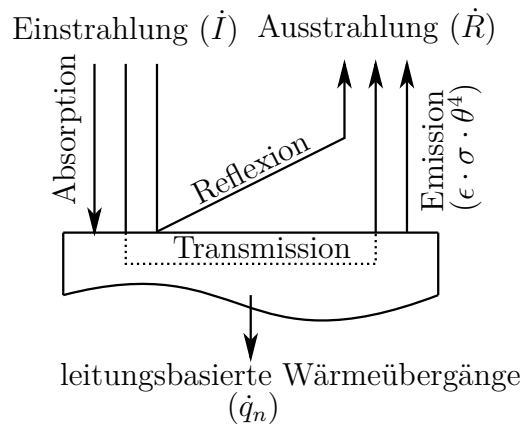 Einstrahlung (İ) Ausstrahlung (Ṙ)
Absorption
Reflexion
Emission
(ϵ · σ · θ⁴)
Transmission
leitungsbasierte Wärmeübergänge
(q̇ₙ)